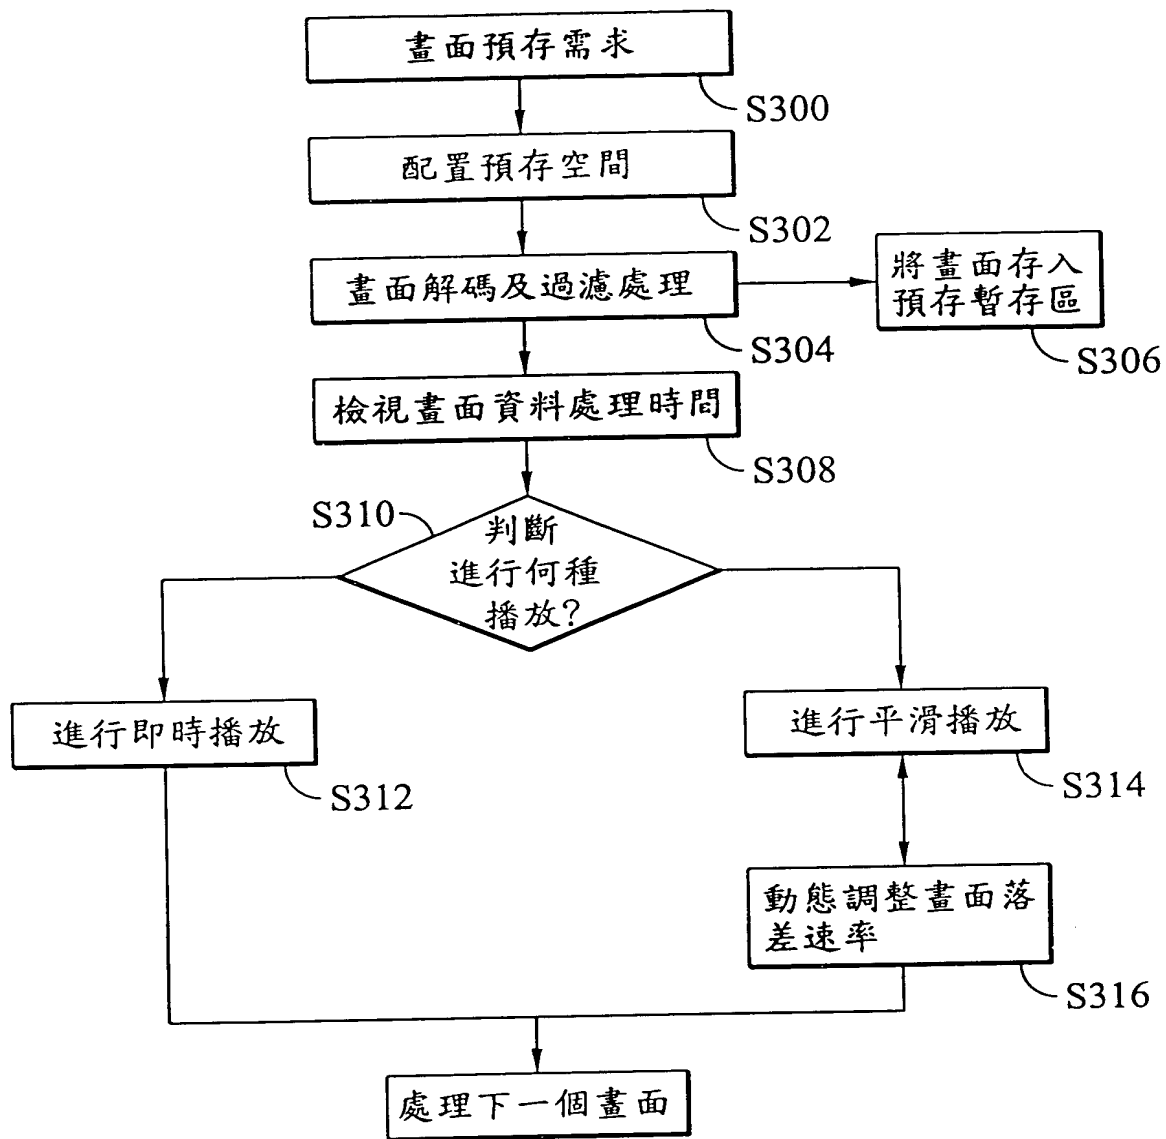 畫面預存需求
S300
配置預存空間
S302
畫面解碼及過濾處理
S304
將畫面存入
預存暫存區
S306
檢視畫面資料處理時間
S308
S310
判斷
進行何種
播放?
進行即時播放
S312
進行平滑播放
S314
動態調整畫面落
差速率
S316
處理下一個畫面